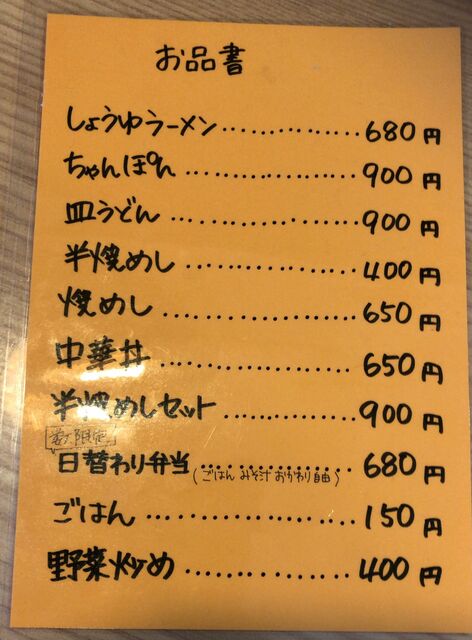 お品書
しょうゆラーメン……………680円
ちゃんぽん……………900円
皿うどん……………900円
半焼めし……………400円
焼めし……………650円
中華丼……………650円
半焼めしセット…………900円
数限定
日替わり弁当……………680円
(ごはん みそ汁 おかわり自由)
ごはん……………150円
野菜炒め……………400円